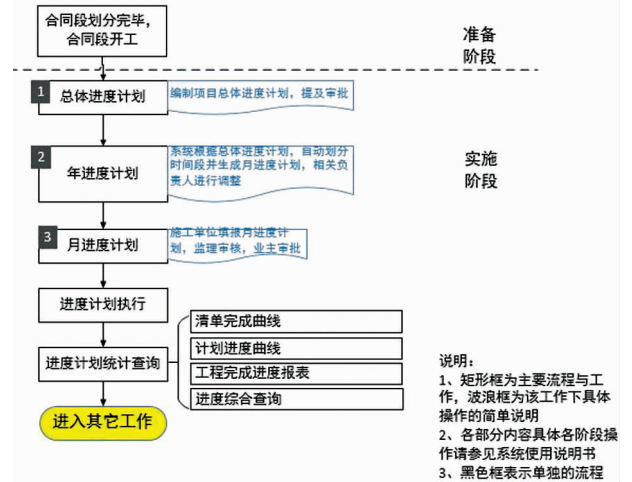 合同段划分完毕,
合同段开工
准备
阶段
1
总体进度计划
编制项目总体进度计划，提及审批
2
年进度计划
系统根据总体进度计划，自动划分
时间段并生成月进度计划，相关负
责人进行调整
实施
阶段
3
月进度计划
施工单位填报月进度计
划，监理审核，业主审批
进度计划执行
进度计划统计查询
清单完成曲线
计划进度曲线
工程完成进度报表
进度综合查询
进入其它工作
说明：
1、矩形框为主要流程与工
作，波浪框为该工作下具体
操作的简单说明
2、各部分内容具体各阶段操
作请参见系统使用说明书
3、黑色框表示单独的流程